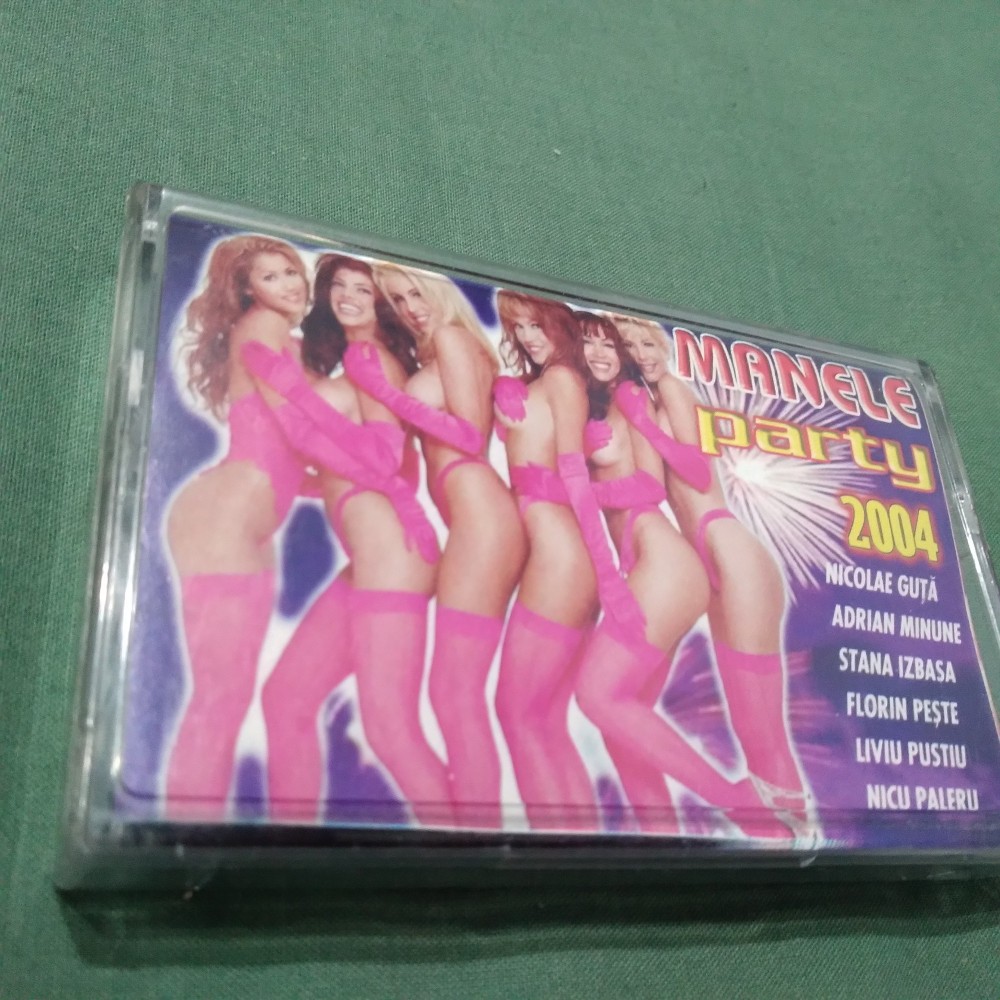 MANELE
party
2004
NICOLAE GUȚĂ
ADRIAN MINUNE
STANA IZBASA
FLORIN PEȘTE
LIVIU PUSTIU
NICU PALERU